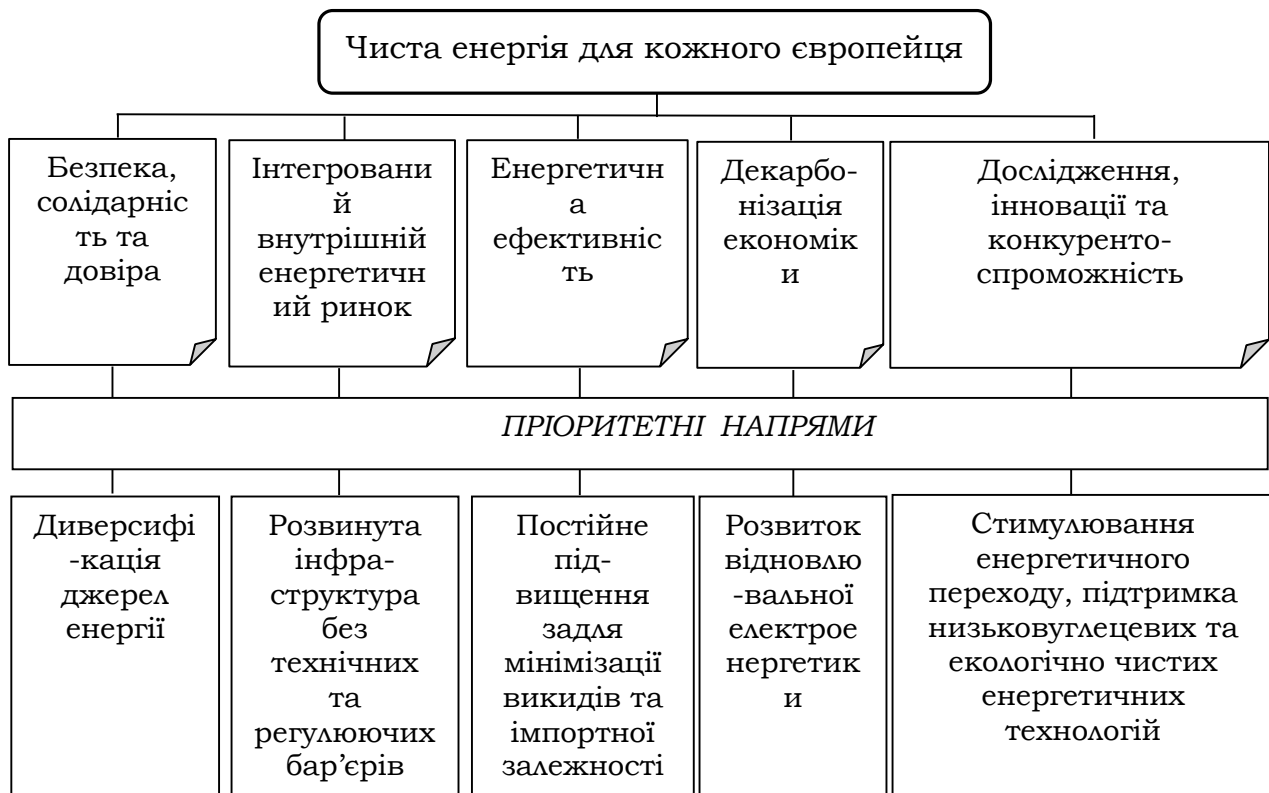 Чиста енергія для кожного європейця
Безпека,
солідарніс
ть та
довіра
Інтеграовани
й
внутрішній
енергетич
ний ринок
Енергетичн
а
ефективніс
ть
Декарбо-
нізація
економік
и
Дослідження,
інновації та
конкуренто-
спроможність
ПРІОРИТЕТНІ НАПРЯМИ
Диверсифі
-кація
джерел
енергії
Розвинута
інфра-
структура
без
технічних
та
регулюючих
бар’єрів
Постійне
під-
вищення
задля
мінімізації
викидів та
імпортної
залежності
Розвиток
відновлю
-вальної
електрое
нергетик
и
Стимулювання
енергетичного
переходу, підтримка
низьковуглецевих та
екологічно чистих
енергетичних
технологій